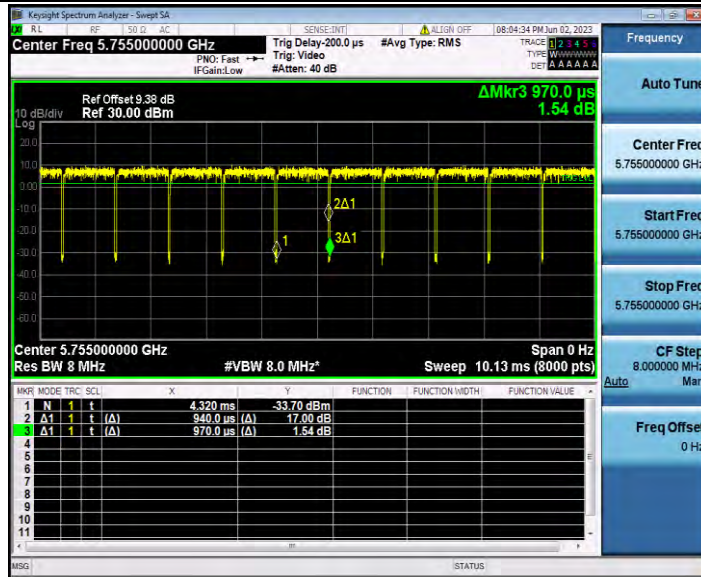 Keysight Spectrum Analyzer - Swept SA
RL RF 50 Ω AC SENSE:INT ALIGN OFF 08:04:34 PM Jun 02, 2023
Center Freq 5.755000000 GHz
PNO: Fast
IFGain:Low
Trig Delay-200.0 µs
Trig: Video
#Atten: 40 dB
#Avg Type: RMS
TRACE 1 2 3 4 5 6
TYPE WWWWWW
DET A A A A A A
Ref Offset 9.38 dB
10 dB/div Ref 30.00 dBm
Log
ΔMkr3 970.0 µs
1.54 dB
20.0
10.0
0.00
-10.0
-20.0
-30.0
-40.0
-50.0
-60.0
2Δ1
1
3Δ1
Center 5.755000000 GHz Span 0 Hz
Res BW 8 MHz #VBW 8.0 MHz* Sweep 10.13 ms (8000 pts)
MKR MODE TRC SCL X Y FUNCTION FUNCTION WIDTH FUNCTION VALUE
1 N 1 t 4.320 ms -33.70 dBm
2 Δ1 1 t (Δ) 940.0 µs (Δ) 17.00 dB
3 Δ1 1 t (Δ) 970.0 µs (Δ) 1.54 dB
4
5
6
7
8
9
10
11
MSG STATUS
Frequency
Auto Tune
Center Freq
5.755000000 GHz
Start Freq
5.755000000 GHz
Stop Freq
5.755000000 GHz
CF Step
8.000000 MHz
Auto Man
Freq Offset
0 Hz